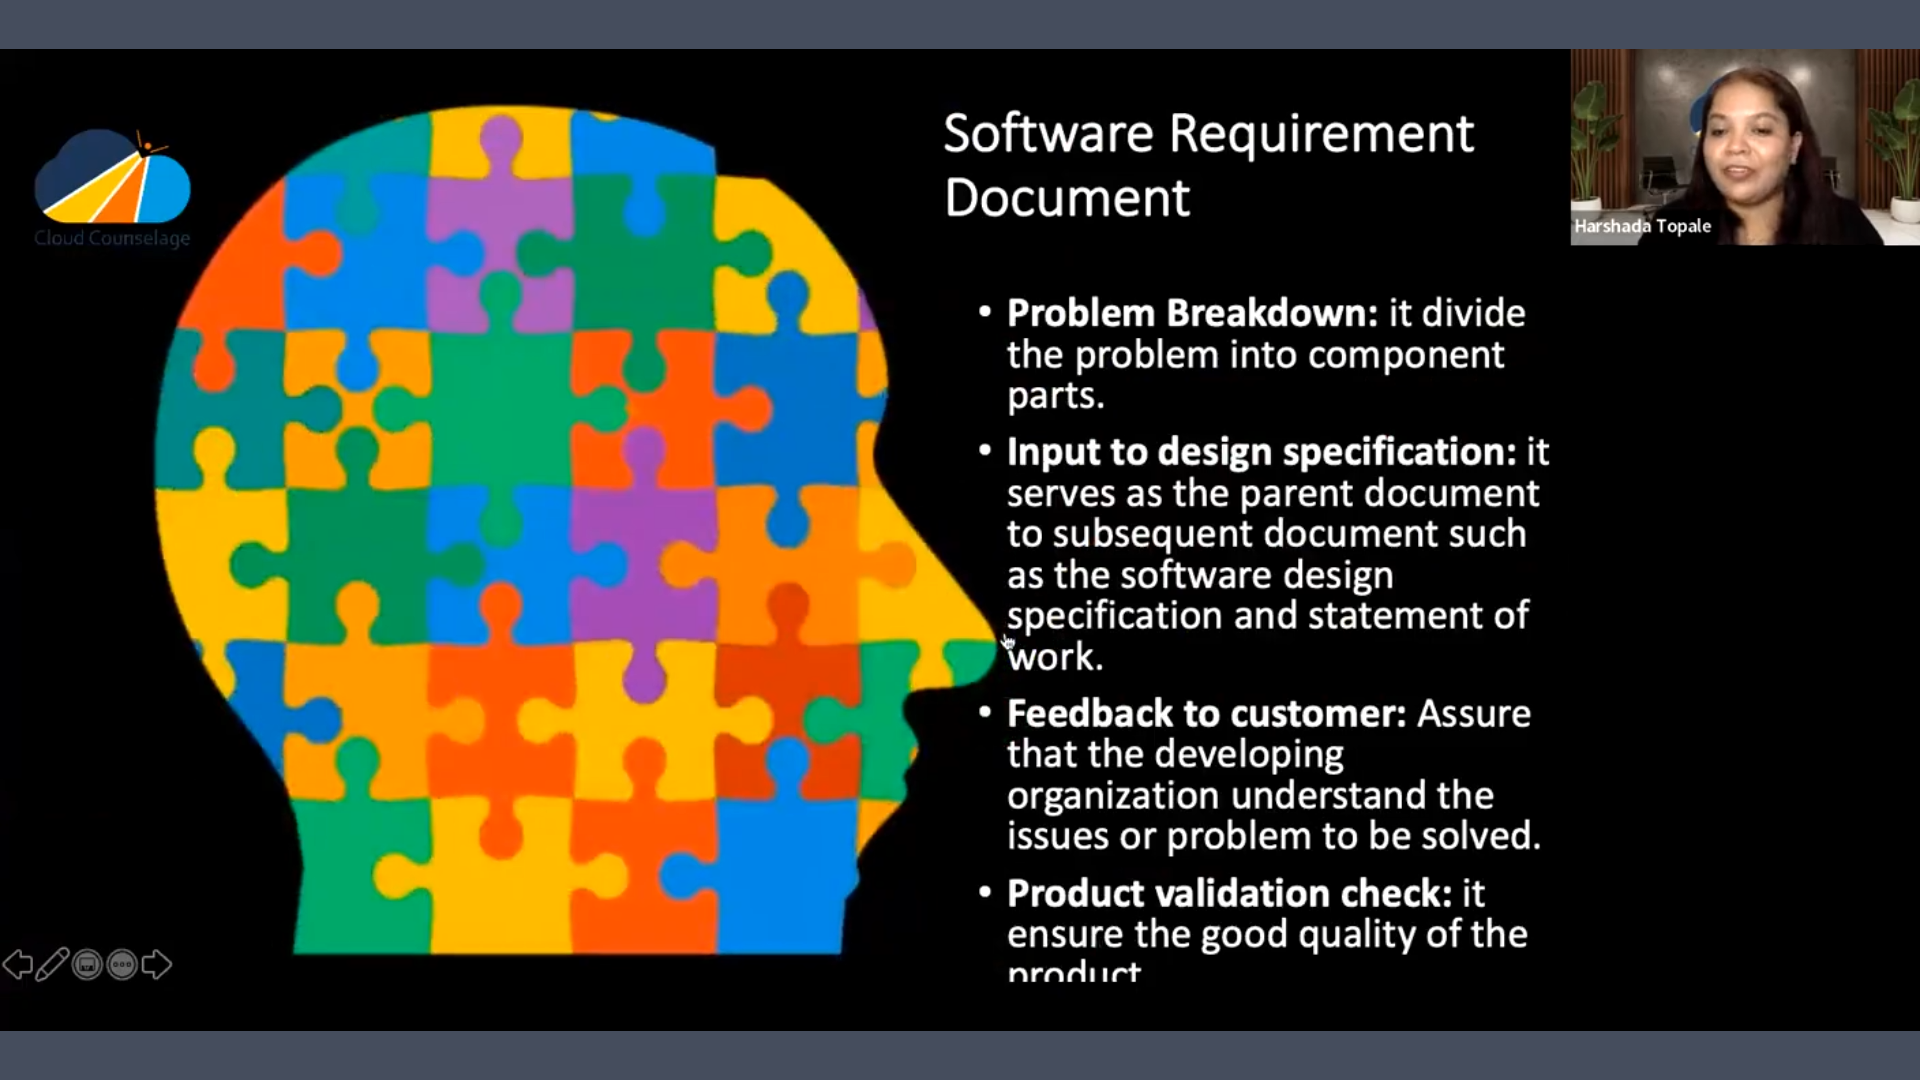 Cloud Counselage
Software Requirement
Document
Harshada Topale
• Problem Breakdown: it divide
the problem into component
parts.
• Input to design specification: it
serves as the parent document
to subsequent document such
as the software design
specification and statement of
work.
• Feedback to customer: Assure
that the developing
organization understand the
issues or problem to be solved.
• Product validation check: it
ensure the good quality of the
product